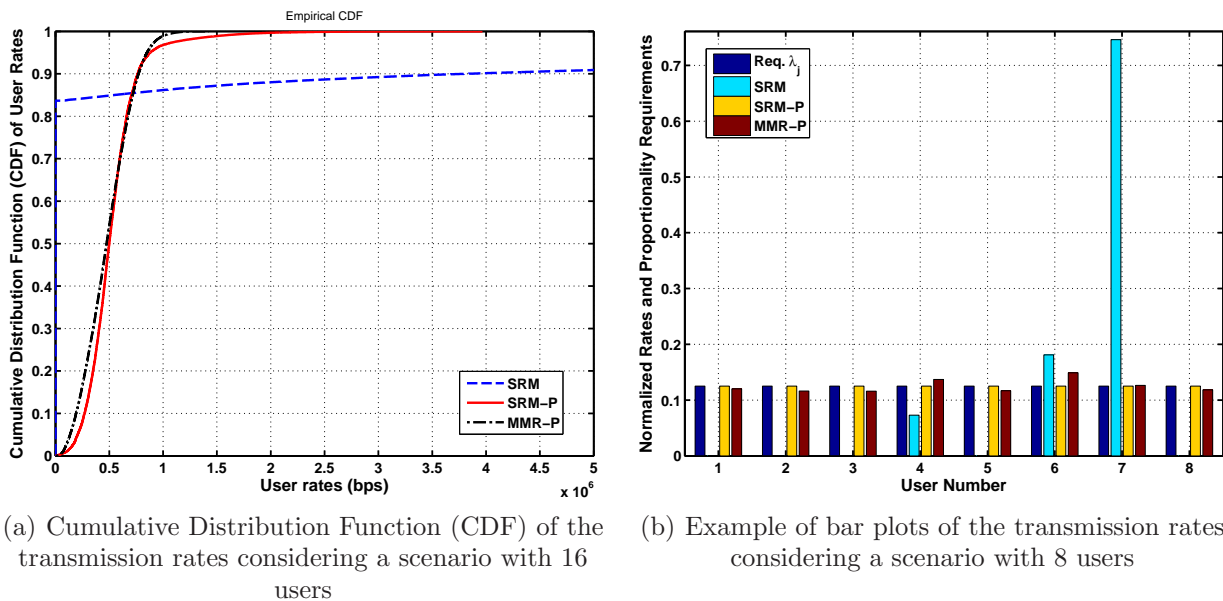 Empirical CDF
Cumulative Distribution Function (CDF) of User Rates
1
0.9
0.8
0.7
0.6
0.5
0.4
0.3
0.2
0.1
0
SRM
SRM−P
MMR−P
0 0.5 1 1.5 2 2.5 3 3.5 4 4.5 5
User rates (bps)
x 10^6
Normalized Rates and Proportionality Requirements
0.7
0.6
0.5
0.4
0.3
0.2
0.1
0
Req. λ_j
SRM
SRM−P
MMR−P
1 2 3 4 5 6 7 8
User Number
(a) Cumulative Distribution Function (CDF) of the
transmission rates considering a scenario with 16
users
(b) Example of bar plots of the transmission rates
considering a scenario with 8 users